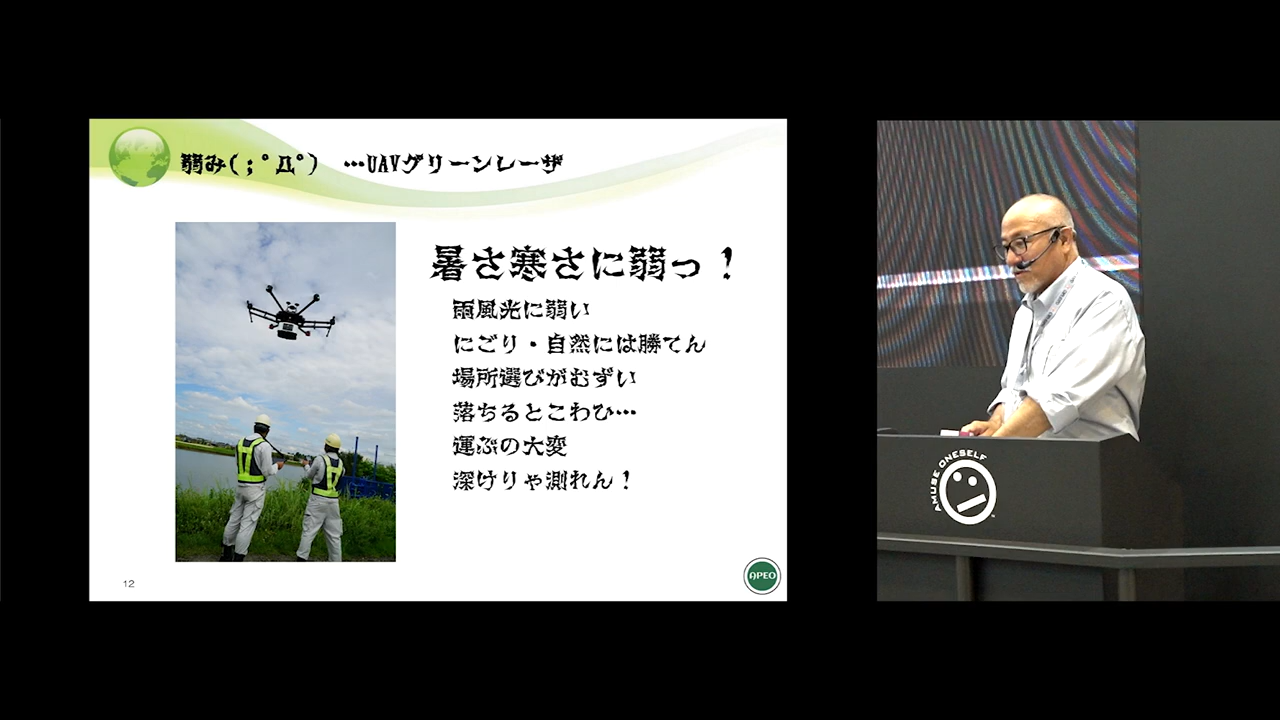 弱み(；ﾟДﾟ)　…UAVグリーンレーザ
暑さ寒さに弱っ！
雨風光に弱い
にごり・自然には勝てん
場所選びがむずい
落ちるとこわひ…
運ぶの大変
深けりゃ測れん！
12
APEO
AMUSE ONESELF